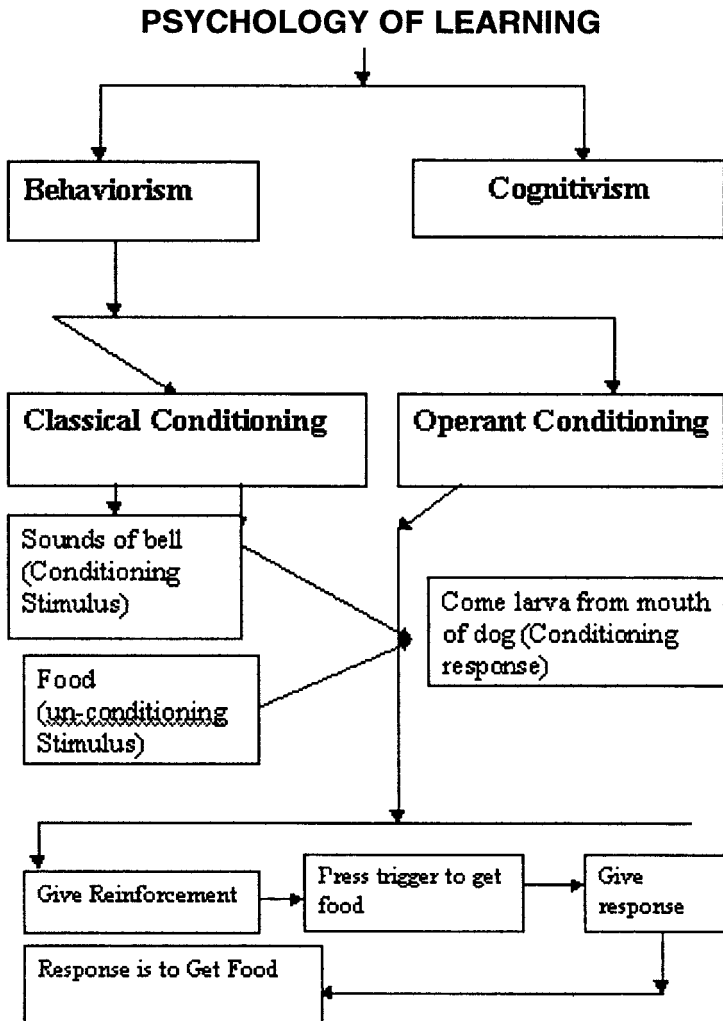 PSYCHOLOGY OF LEARNING
Behaviorism
Cognitivism
Classical Conditioning
Operant Conditioning
Sounds of bell
(Conditioning
Stimulus)
Come larva from mouth
of dog (Conditioning
response)
Food
(un-conditioning
Stimulus)
Give Reinforcement
Press trigger to get
food
Give
response
Response is to Get Food